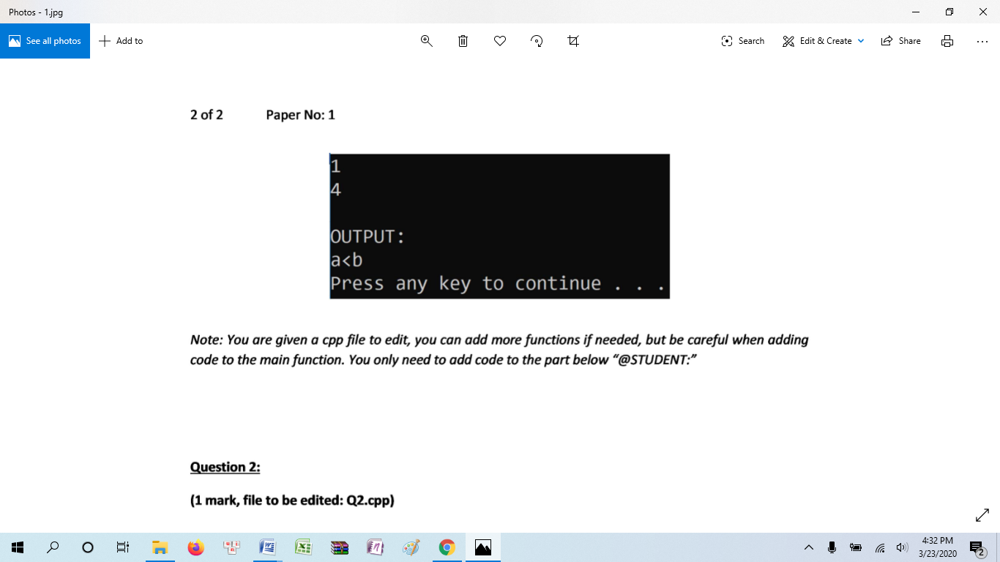 Photos - 1.jpg
See all photos
Add to
Search
Edit & Create
Share
2 of 2 Paper No: 1
1
4
OUTPUT:
a<b
Press any key to continue . . .
Note: You are given a cpp file to edit, you can add more functions if needed, but be careful when adding
code to the main function. You only need to add code to the part below “@STUDENT:”
Question 2:
(1 mark, file to be edited: Q2.cpp)
4:32 PM
3/23/2020
2